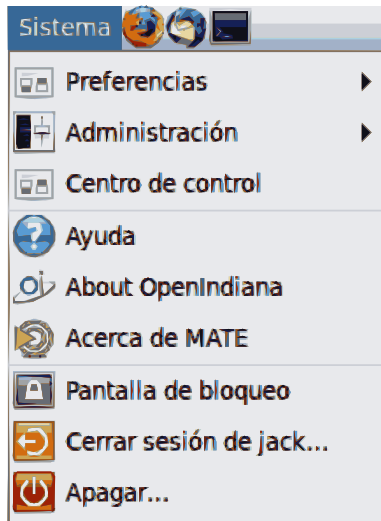 Sistema
Preferencias
Administración
Centro de control
Ayuda
About OpenIndiana
Acerca de MATE
Pantalla de bloqueo
Cerrar sesión de jack...
Apagar...